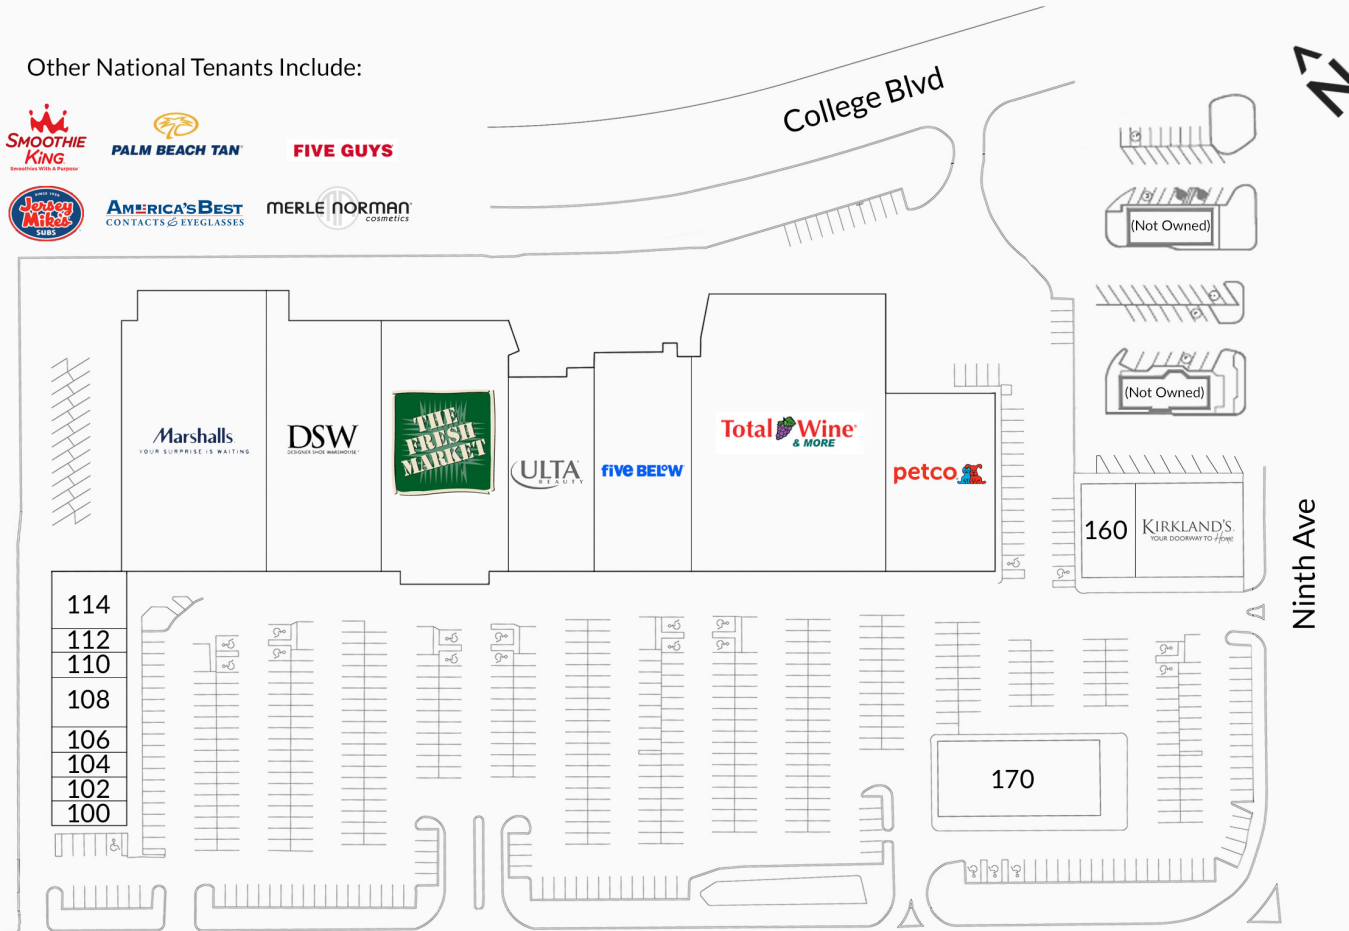 Other National Tenants Include:
SMOOTHIE
KING
Smoothies With A Purpose
PALM BEACH TAN
FIVE GUYS
SINCE 1956
Jersey
Mike's
SUBS
AMERICA'S BEST
CONTACTS & EYEGLASSES
MERLE NORMAN
cosmetics
College Blvd
N
(Not Owned)
(Not Owned)
Marshalls
YOUR SURPRISE IS WAITING
DSW
DESIGNER SHOE WAREHOUSE
THE
FRESH
MARKET
ULTA
BEAUTY
five BELOW
Total Wine
& MORE
petco
160
KIRKLAND'S
YOUR DOORWAY TO Home
Ninth Ave
114
112
110
108
106
104
102
100
170